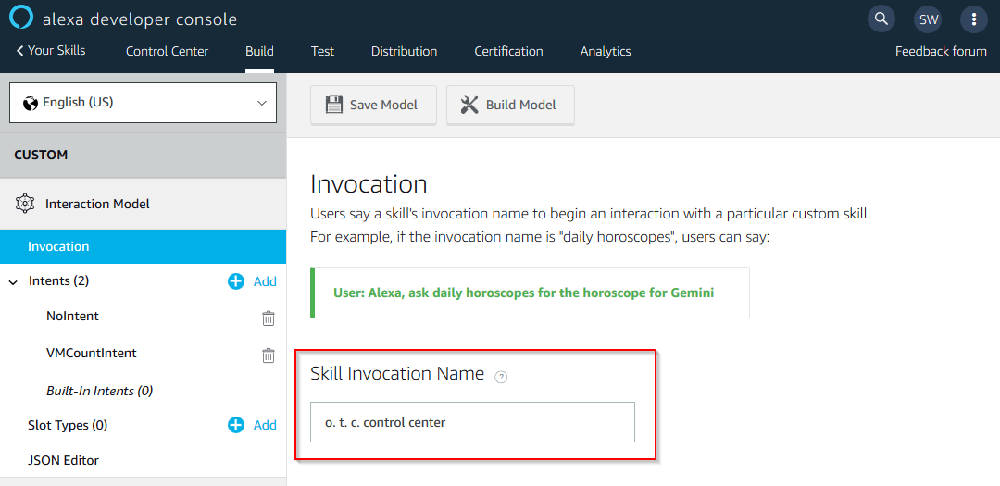 alexa developer console
SW
Your Skills Control Center Build Test Distribution Certification Analytics Feedback forum
English (US)
Save Model Build Model
CUSTOM
Interaction Model
Invocation
Intents (2) Add
NoIntent
VMCountIntent
Built-In Intents (0)
Slot Types (0) Add
JSON Editor
Invocation
Users say a skill's invocation name to begin an interaction with a particular custom skill.
For example, if the invocation name is "daily horoscopes", users can say:
User: Alexa, ask daily horoscopes for the horoscope for Gemini
Skill Invocation Name ?
o. t. c. control center